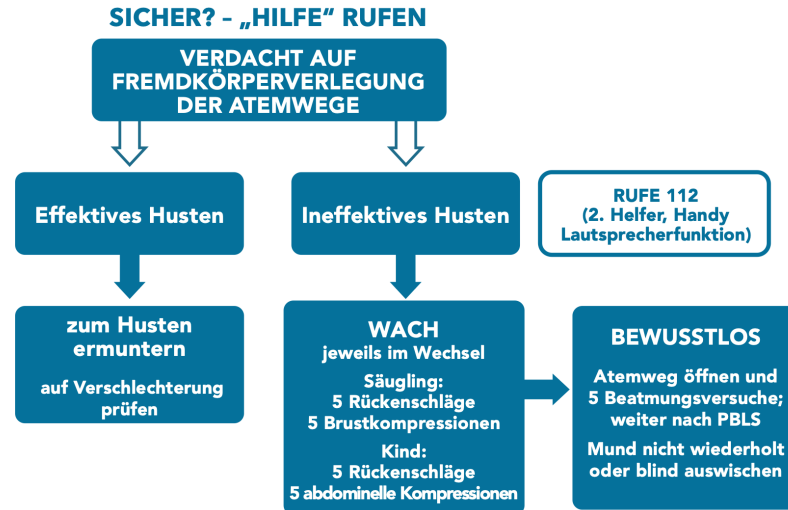 SICHER? – „HILFE“ RUFEN
VERDACHT AUF
FREMDKÖRPERVERLEGUNG
DER ATEMWEGE
Effektives Husten
Ineffektives Husten
RUFE 112
(2. Helfer, Handy
Lautsprecherfunktion)
zum Husten
ermuntern
auf Verschlechterung
prüfen
WACH
jeweils im Wechsel
Säugling:
5 Rückenschläge
5 Brustkompressionen
Kind:
5 Rückenschläge
5 abdominelle Kompressionen
BEWUSSTLOS
Atemweg öffnen und
5 Beatmungsversuche;
weiter nach PBLS
Mund nicht wiederholt
oder blind auswischen